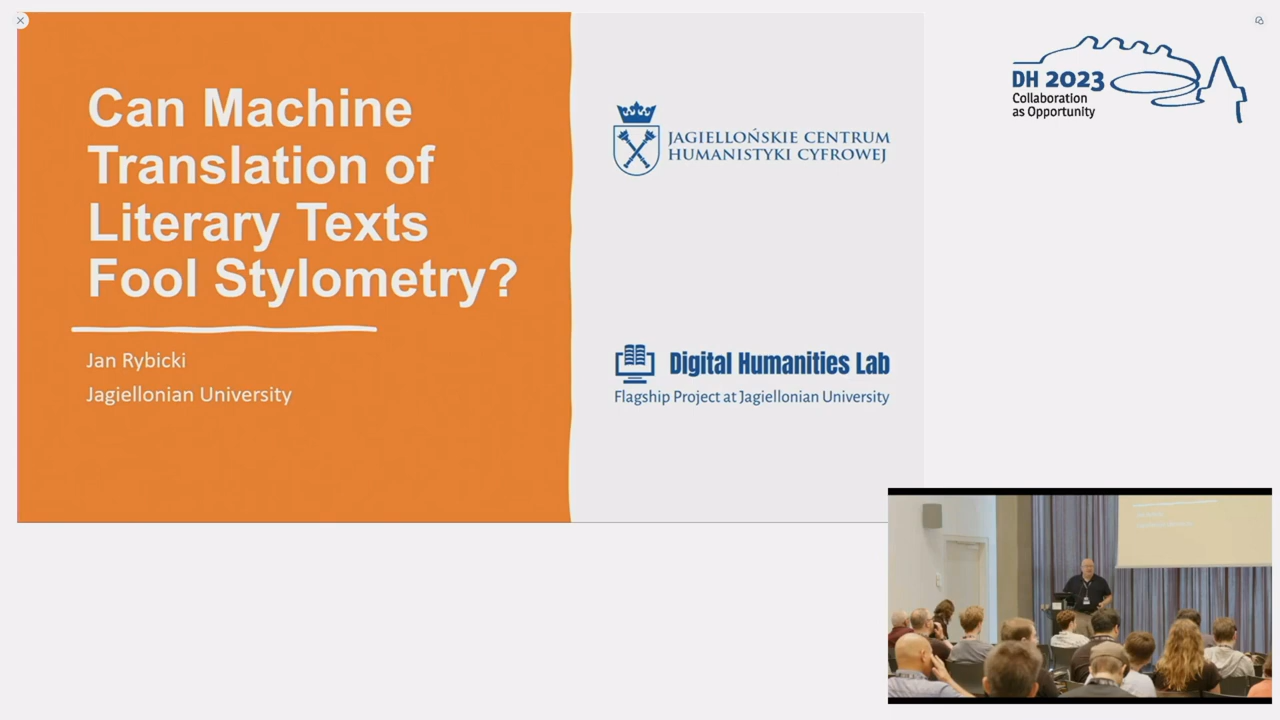 Can Machine
Translation of
Literary Texts
Fool Stylometry?
Jan Rybicki
Jagiellonian University
JAGIELLOŃSKIE CENTRUM
HUMANISTYKI CYFROWEJ
Digital Humanities Lab
Flagship Project at Jagiellonian University
DH 2023
Collaboration
as Opportunity